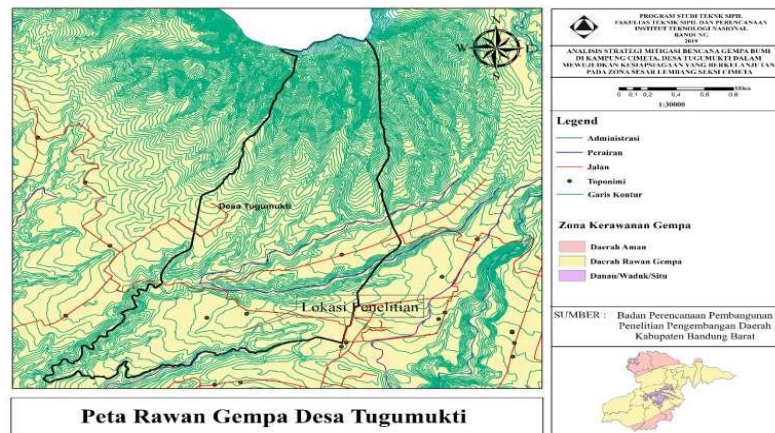 N
W
S
Desa Tugumukti
Lokasi Penelitian
Peta Rawan Gempa Desa Tugumukti
PROGRAM STUDI TEKNIK SIPIL
FAKULTAS TEKNIK SIPIL DAN PERENCANAAN
INSTITUT TEKNOLOGI NASIONAL
BANDUNG
2019
ANALISIS STRATEGI MITIGASI BENCANA GEMPA BUMI
DI KAMPUNG CIMETA, DESA TUGUMUKTI DALAM
MEWUJUDKAN KESIAPSIAGAAN YANG BERKELANJUTAN
PADA ZONA SESAR LEMBANG SEKSI CIMETA
0 0,1 0,2 0,4 0,6 0,8
Miles
1:30000
Legend
Administrasi
Perairan
Jalan
Toponimi
Garis Kontur
Zona Kerawanan Gempa
Daerah Aman
Daerah Rawan Gempa
Danau/Waduk/Situ
SUMBER : Badan Perencanaan Pembangunan
Penelitian Pengembangan Daerah
Kabupaten Bandung Barat